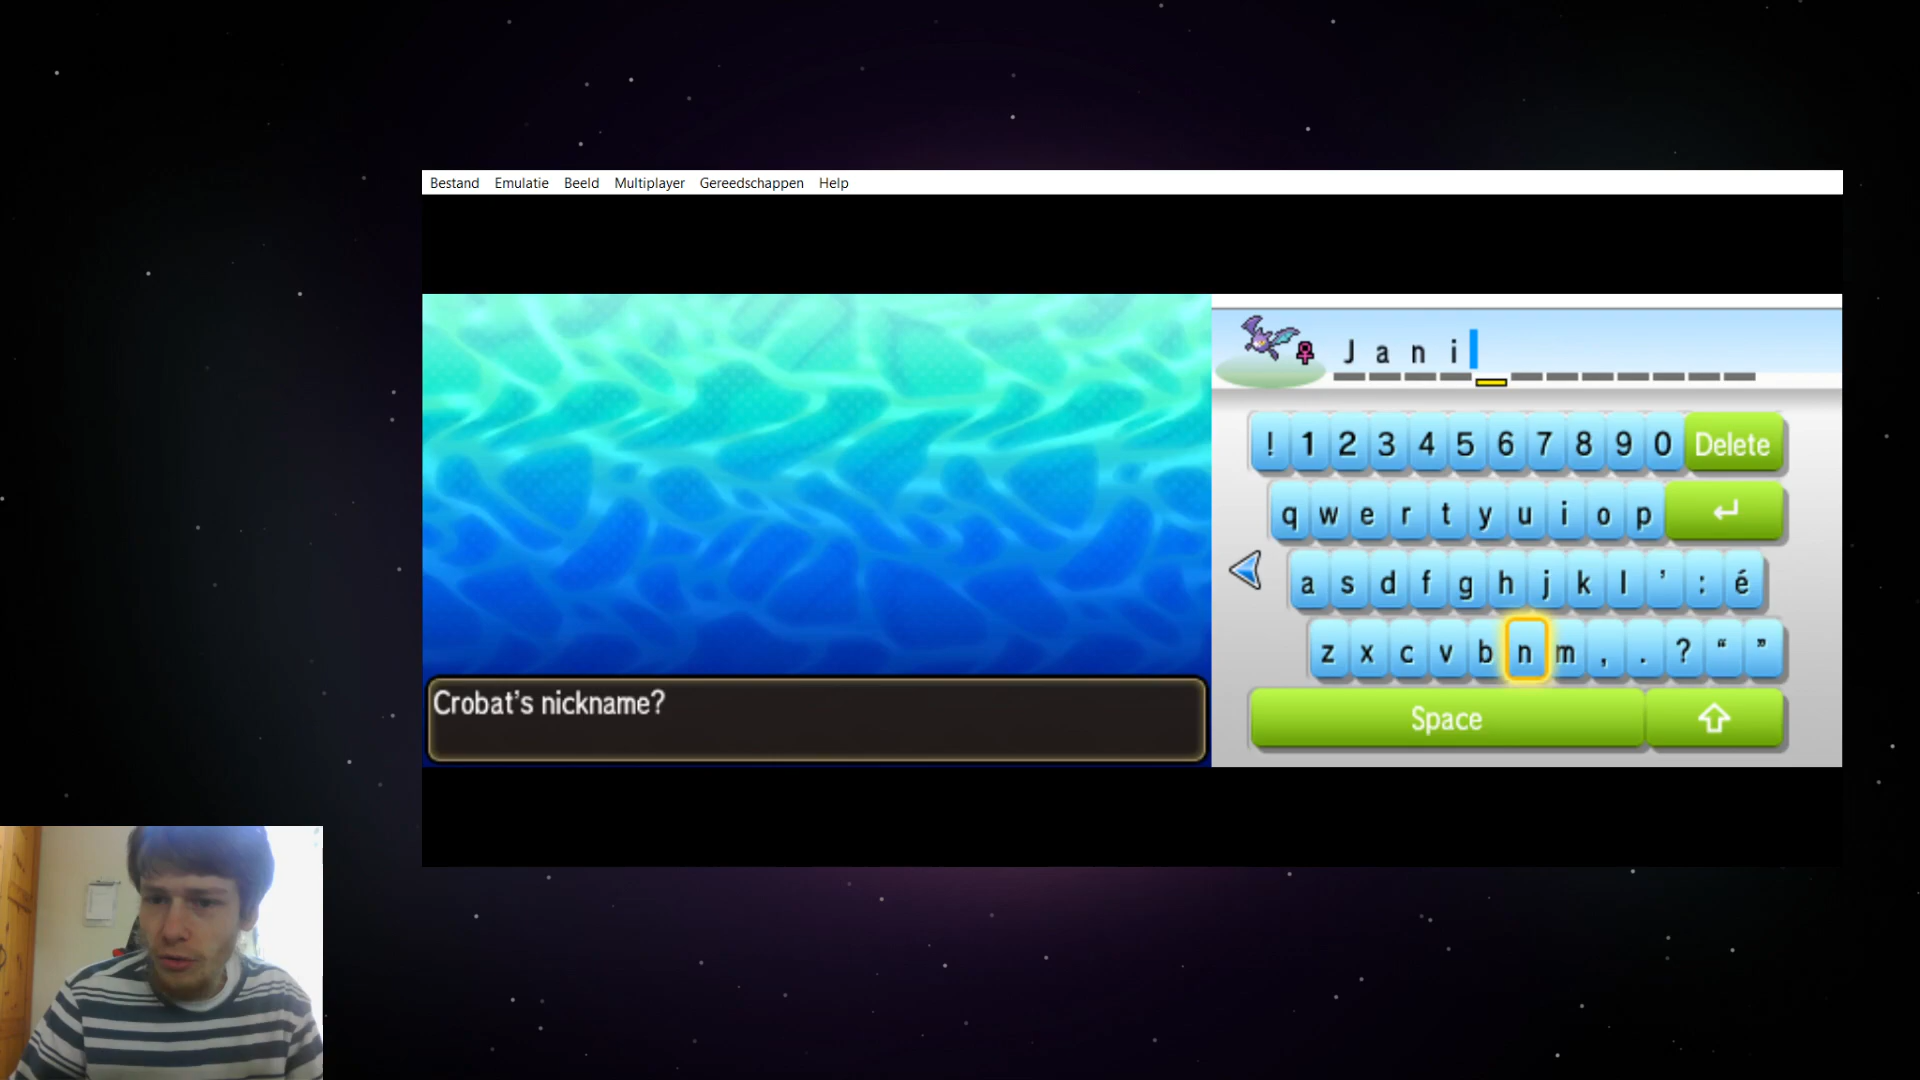 Bestand Emulatie Beeld Multiplayer Gereedschappen Help
Jani
! 1 2 3 4 5 6 7 8 9 0 Delete
q w e r t y u i o p
a s d f g h j k l ’ : é
z x c v b n m , . ? “ ”
Space
Crobat’s nickname?